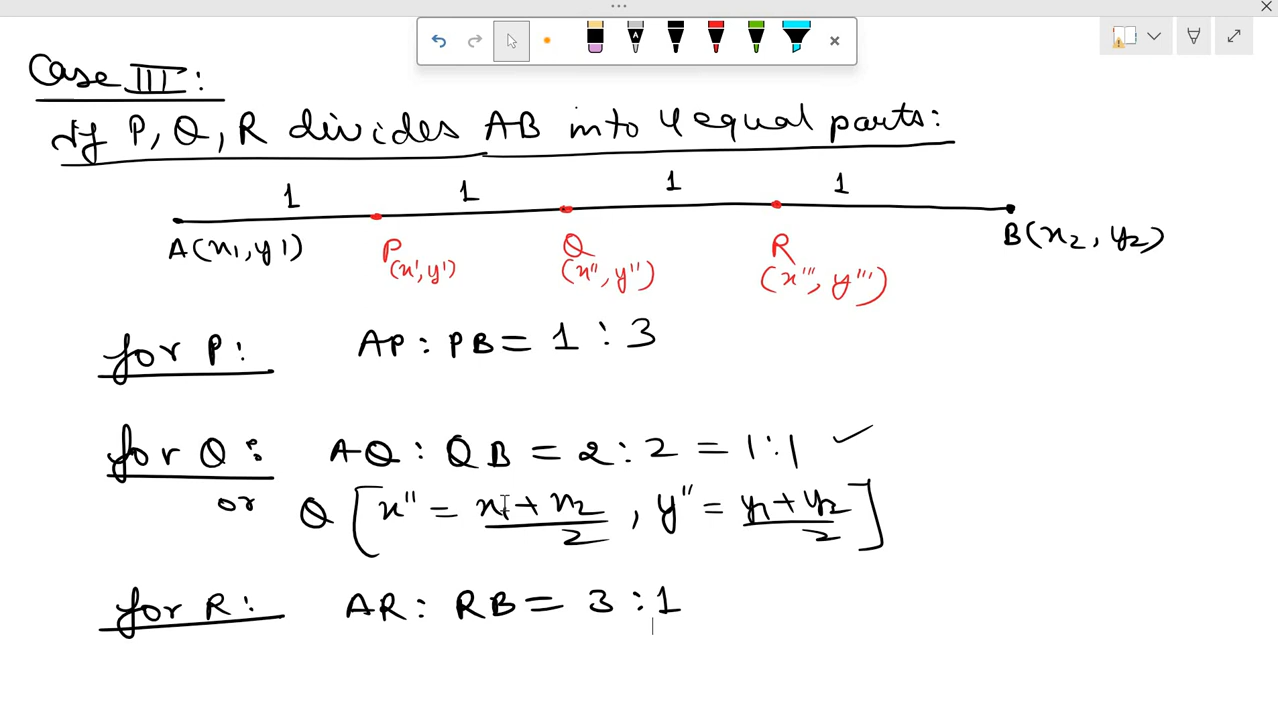 Case III:
If P, Q, R divides AB into 4 equal parts:
1 1 1 1
A(x1, y1) P Q R B(x2, y2)
(x', y') (x'', y'') (x''', y''')
for P: AP : PB = 1 : 3
for Q: AQ : QB = 2 : 2 = 1 : 1 ✓
or Q [x'' = x1 + x2 / 2, y'' = y1 + y2 / 2]
for R: AR : RB = 3 : 1